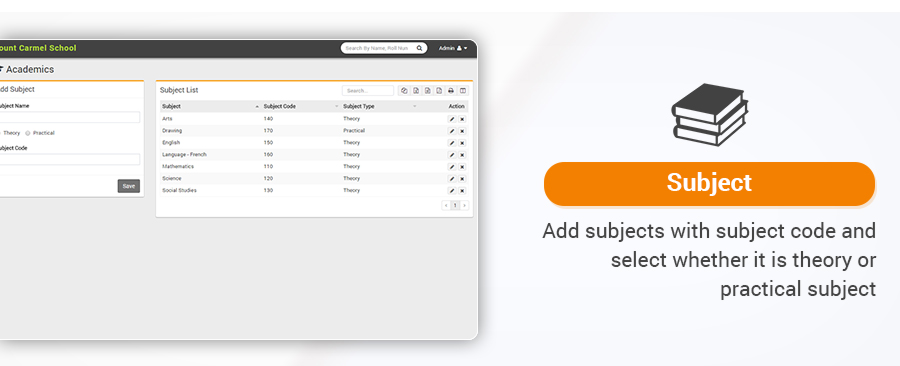 ount Carmel School
Search By Name, Roll Num
Admin
Academics
dd Subject
ubject Name
Theory Practical
ubject Code
Save
Subject List
Search...
Subject Subject Code Subject Type Action
Arts 140 Theory
Drawing 170 Practical
English 150 Theory
Language - French 160 Theory
Mathematics 110 Theory
Science 120 Theory
Social Studies 130 Theory
1
Subject
Add subjects with subject code and
select whether it is theory or
practical subject